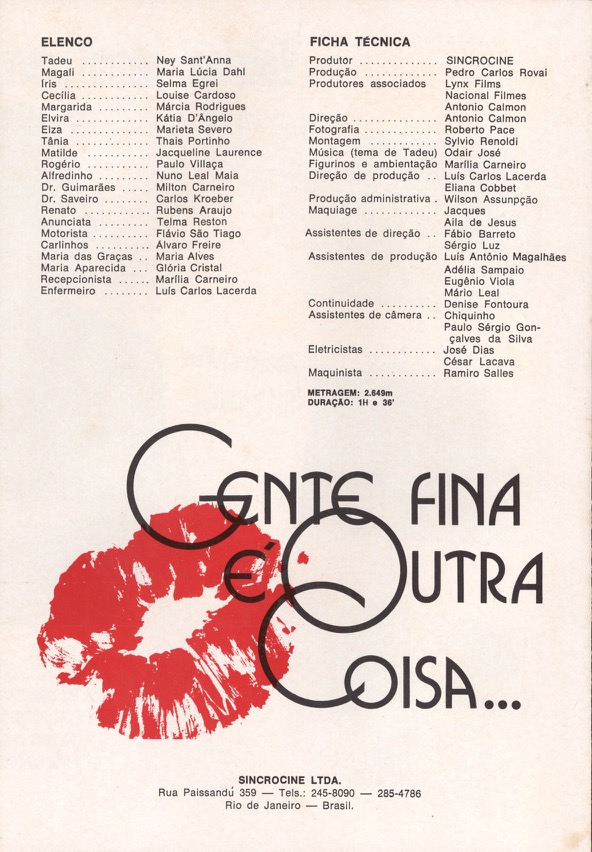 ELENCO
Tadeu ........... Ney Sant'Anna
Magali ........... Maria Lúcia Dahl
Íris ............. Selma Egrei
Cecília .......... Louise Cardoso
Margarida ........ Márcia Rodrigues
Elvira ........... Kátia D'Ângelo
Elza ............. Marieta Severo
Tânia ............ Thais Portinho
Matilde .......... Jacqueline Laurence
Rogério .......... Paulo Villaça
Alfredinho ....... Nuno Leal Maia
Dr. Guimarães ..... Milton Carneiro
Dr. Saveiro ....... Carlos Kroeber
Renato ........... Rubens Araujo
Anunciata ........ Telma Reston
Motorista ......... Flávio São Tiago
Carlinhos ......... Álvaro Freire
Maria das Graças .. Maria Alves
Maria Aparecida ... Glória Cristal
Recepcionista ...... Marília Carneiro
Enfermeiro ........ Luís Carlos Lacerda
FICHA TÉCNICA
Produtor ............. SINCROCINE
Produção ............ Pedro Carlos Rovai
Produtores associados Lynx Films
Nacional Filmes
Antonio Calmon
Direção ............. Antonio Calmon
Fotografia ............ Roberto Pace
Montagem ........... Sylvio Renoldi
Música (tema de Tadeu) Odair José
Figurinos e ambientação Marília Carneiro
Direção de produção .. Luís Carlos Lacerda
Eliana Cobbet
Produção administrativa . Wilson Assunpção
Maquiage ........... Jacques
Aila de Jesus
Assistentes de direção .. Fábio Barreto
Sérgio Luz
Assistentes de produção Luís Antônio Magalhães
Adélia Sampaio
Eugênio Viola
Mário Leal
Continuidade ......... Denise Fontoura
Assistentes de câmera .. Chiquinho
Paulo Sérgio Gon-
çalves da Silva
Eletricistas ........... José Dias
César Lacava
Maquinista ............ Ramiro Salles
METRAGEM: 2.649m
DURAÇÃO: 1H e 36'
GENTE FINA
É OUTRA
COISA...
SINCROCINE LTDA.
Rua Paissandú 359 — Tels.: 245-8090 — 285-4786
Rio de Janeiro — Brasil.